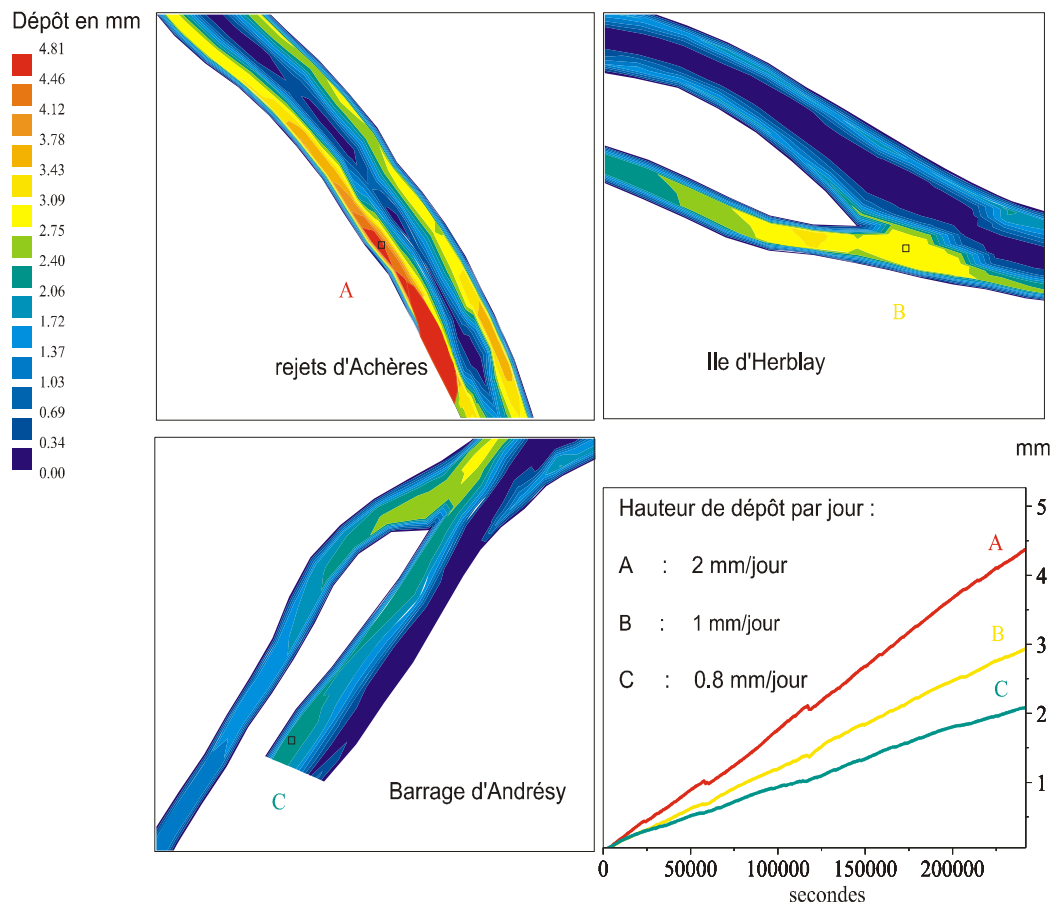 Dépôt en mm
4.81
4.46
4.12
3.78
3.43
3.09
2.75
2.40
2.06
1.72
1.37
1.03
0.69
0.34
0.00
A
rejets d'Achères
B
Ile d'Herblay
C
Barrage d'Andrésy
mm
Hauteur de dépôt par jour :
A : 2 mm/jour
B : 1 mm/jour
C : 0.8 mm/jour
A
B
C
5
4
3
2
1
0
50000
100000
150000
200000
secondes